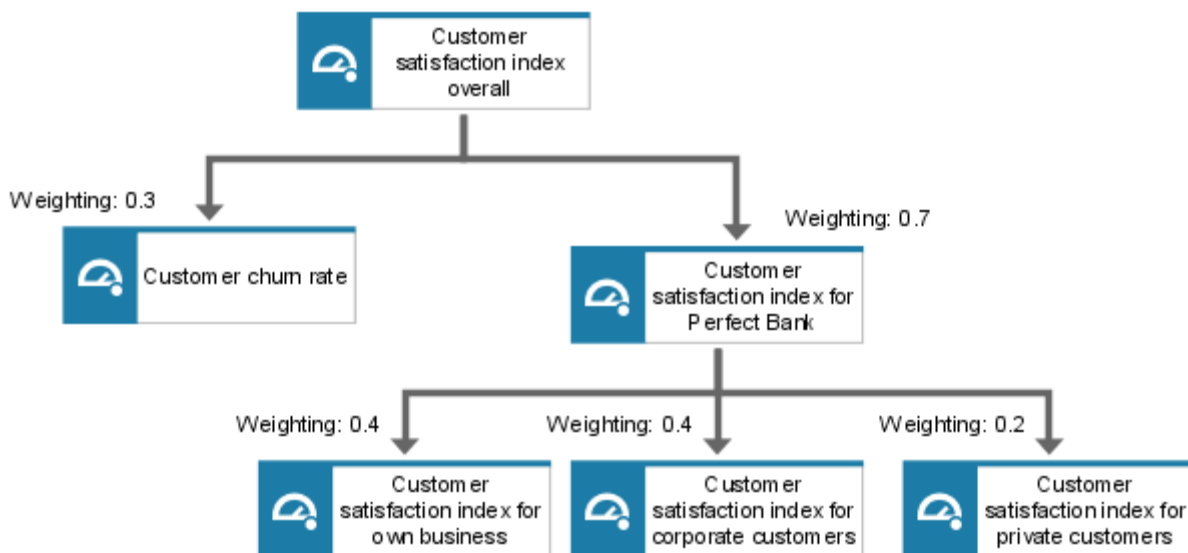 Customer
satisfaction index
overall
Weighting: 0.3
Weighting: 0.7
Customer churn rate
Customer
satisfaction index for
Perfect Bank
Weighting: 0.4
Weighting: 0.4
Weighting: 0.2
Customer
satisfaction index for
own business
Customer
satisfaction index for
corporate customers
Customer
satisfaction index for
private customers